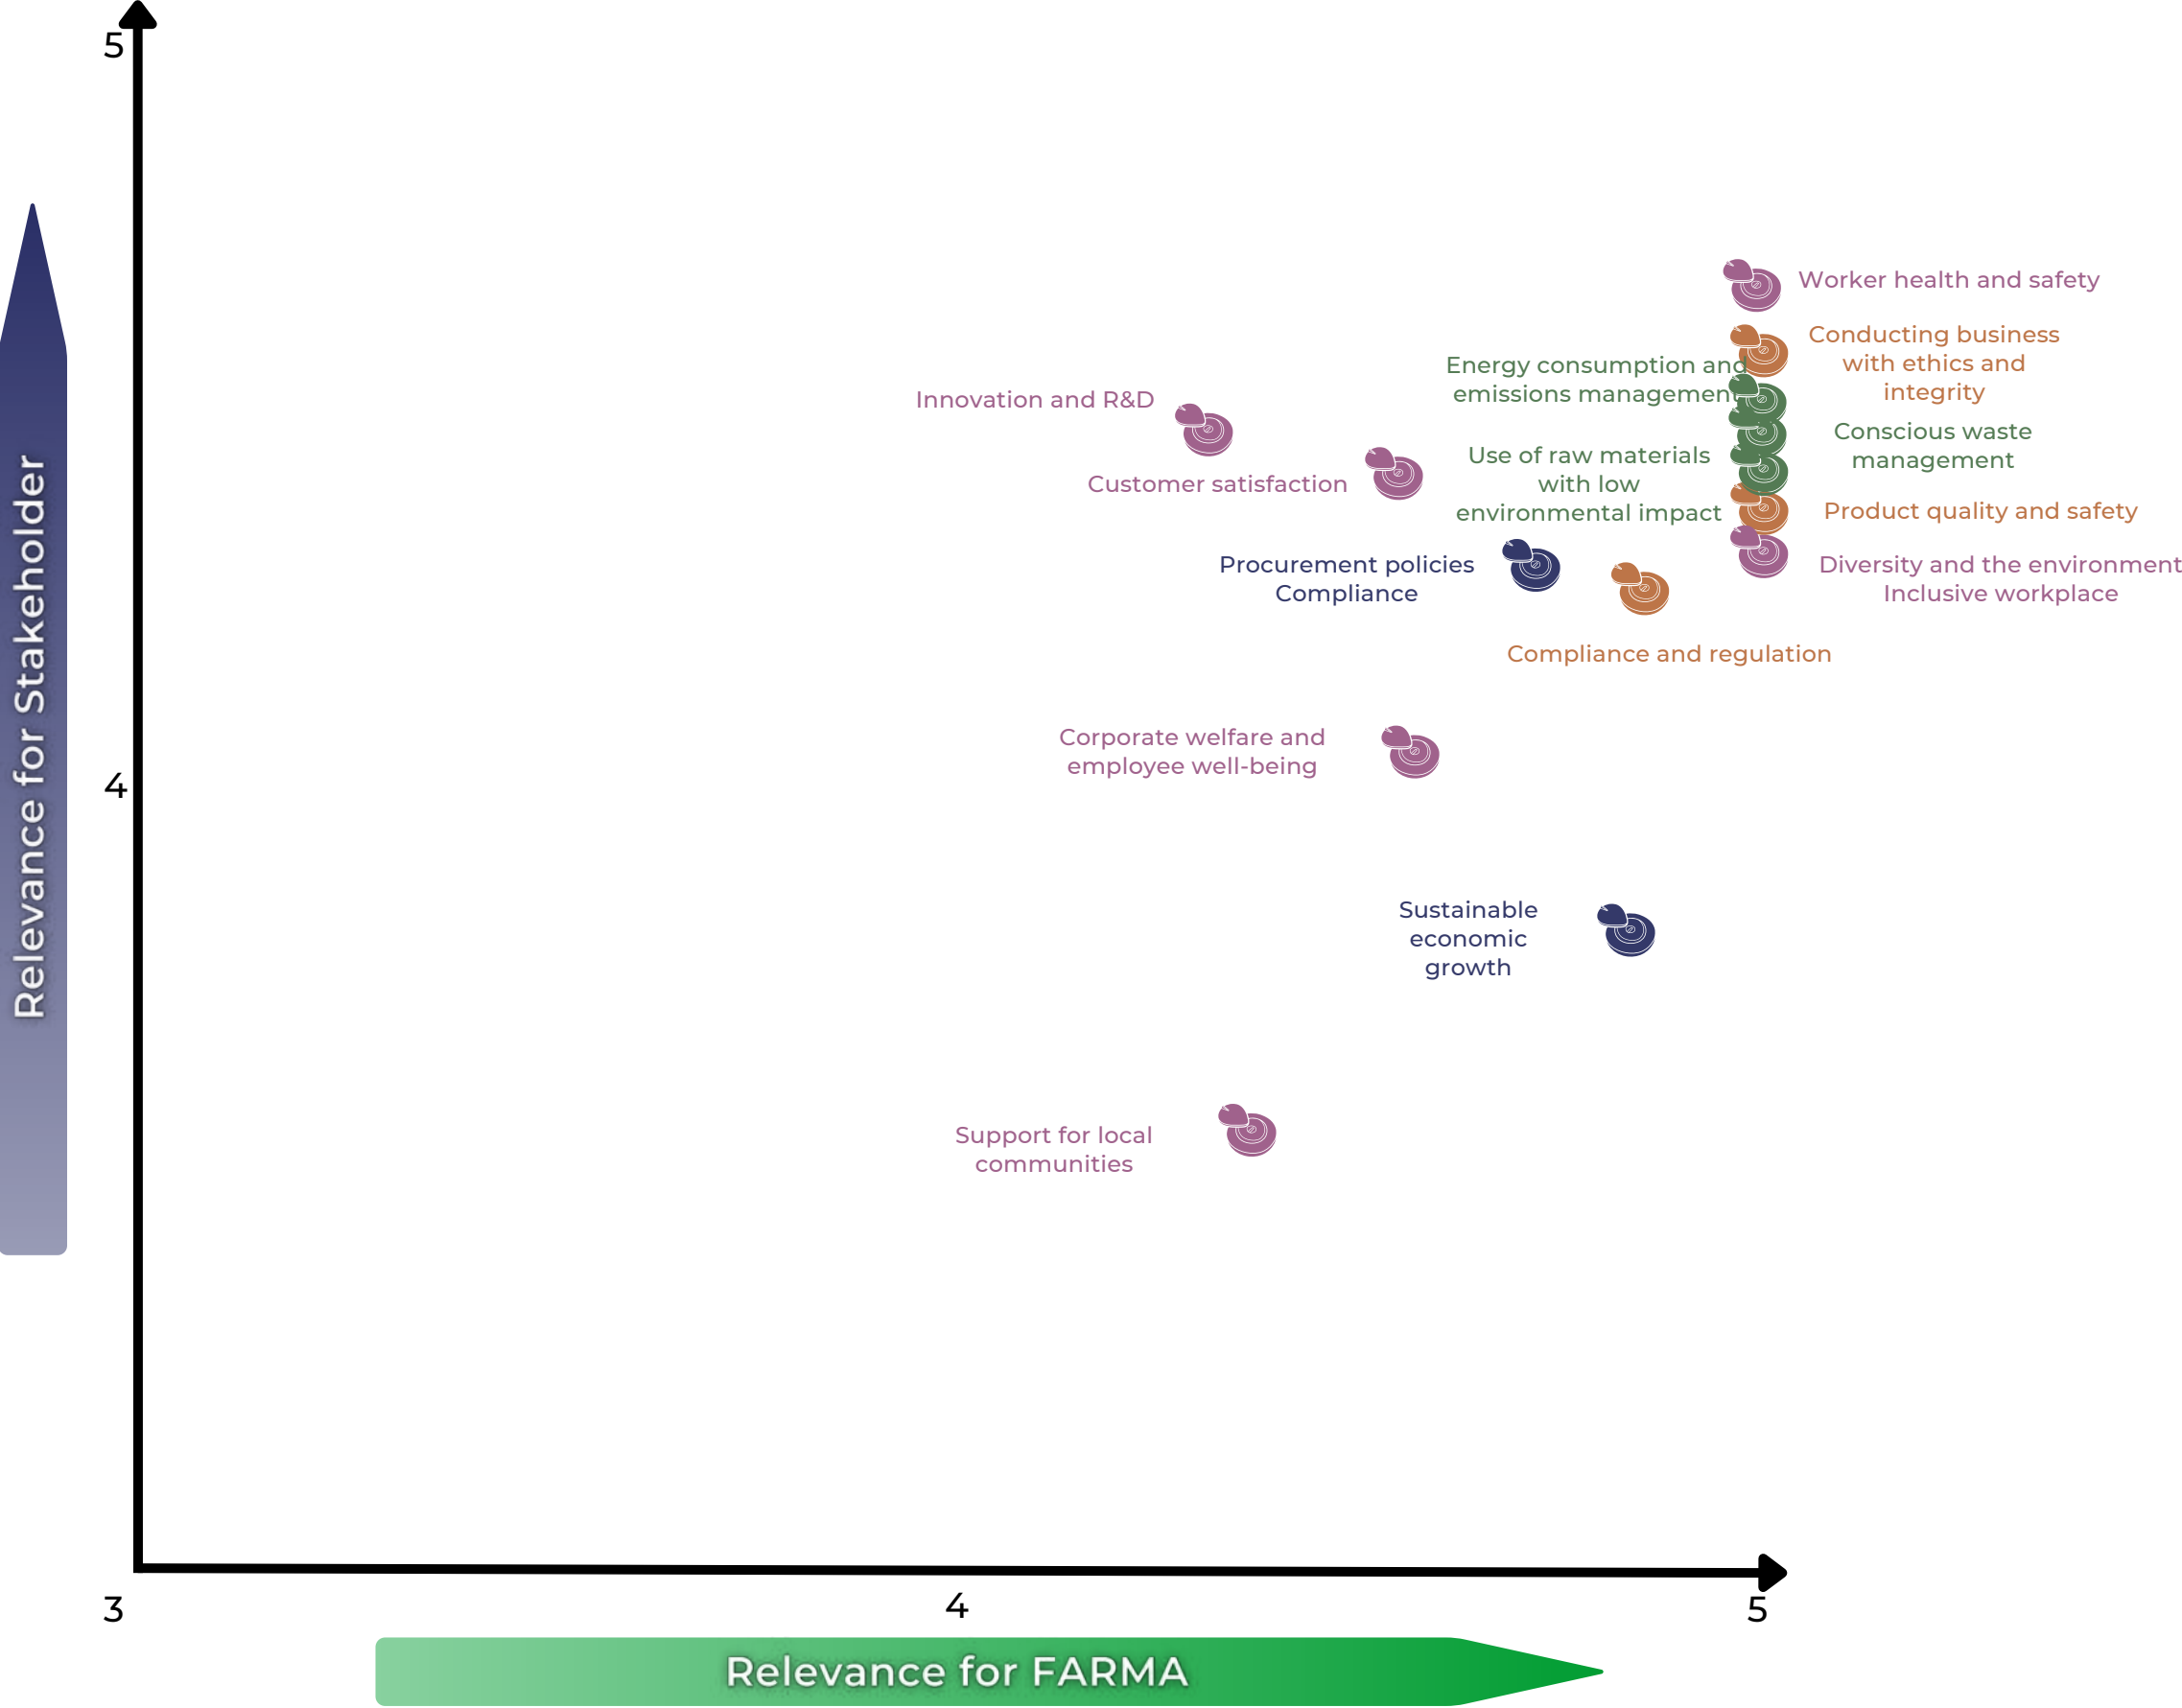 5
Worker health and safety
Conducting business
with ethics and
integrity
Energy consumption and
emissions management
Innovation and R&D
Conscious waste
management
Use of raw materials
with low
environmental impact
Customer satisfaction
Product quality and safety
Procurement policies
Compliance
Diversity and the environment
Inclusive workplace
Compliance and regulation
Relevance for Stakeholder
Corporate welfare and
employee well-being
4
Sustainable
economic
growth
Support for local
communities
3
4
5
Relevance for FARMA